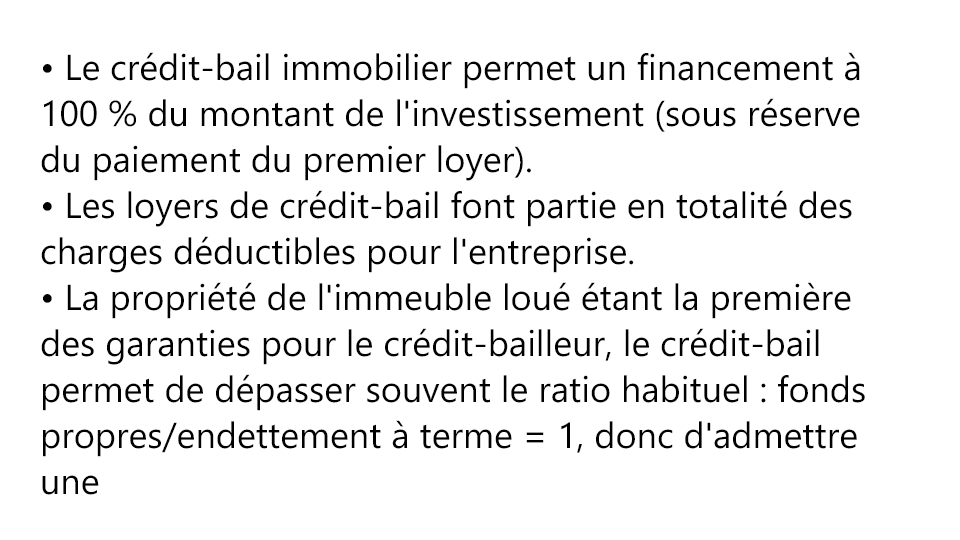 • Le crédit-bail immobilier permet un financement à
100 % du montant de l'investissement (sous réserve
du paiement du premier loyer).
• Les loyers de crédit-bail font partie en totalité des
charges déductibles pour l'entreprise.
• La propriété de l'immeuble loué étant la première
des garanties pour le crédit-bailleur, le crédit-bail
permet de dépasser souvent le ratio habituel : fonds
propres/endettement à terme = 1, donc d'admettre
une